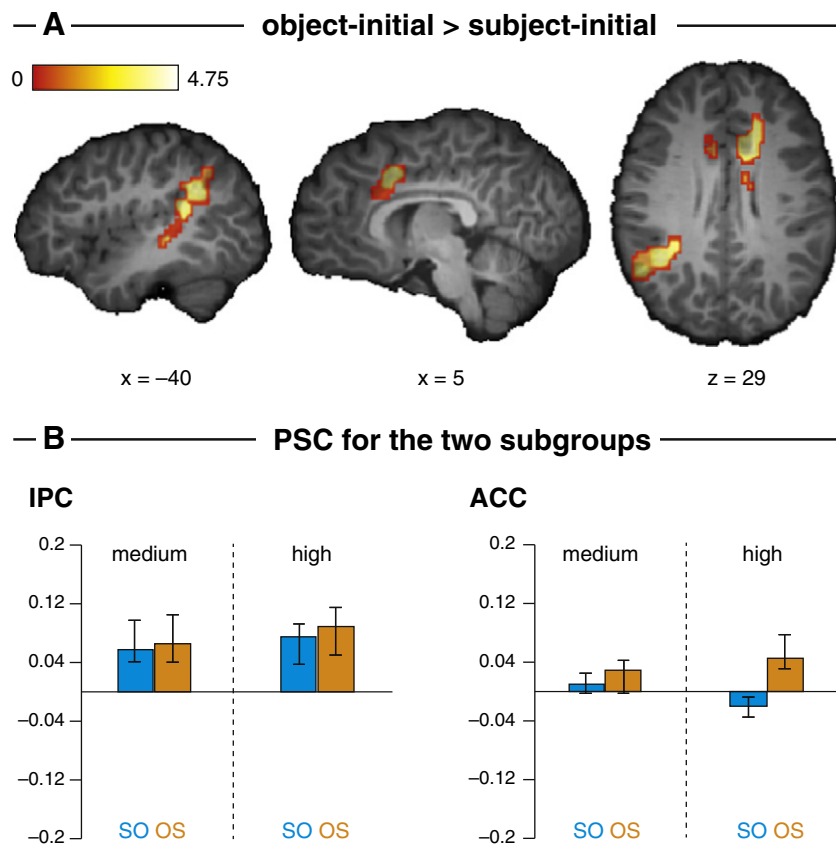 A object-initial > subject-initial
0 4.75
x = –40 x = 5 z = 29
B PSC for the two subgroups
IPC
medium high
0.2
0.12
0.04
–0.04
–0.12
–0.2
SO OS SO OS
ACC
medium high
0.2
0.12
0.04
–0.04
–0.12
–0.2
SO OS SO OS